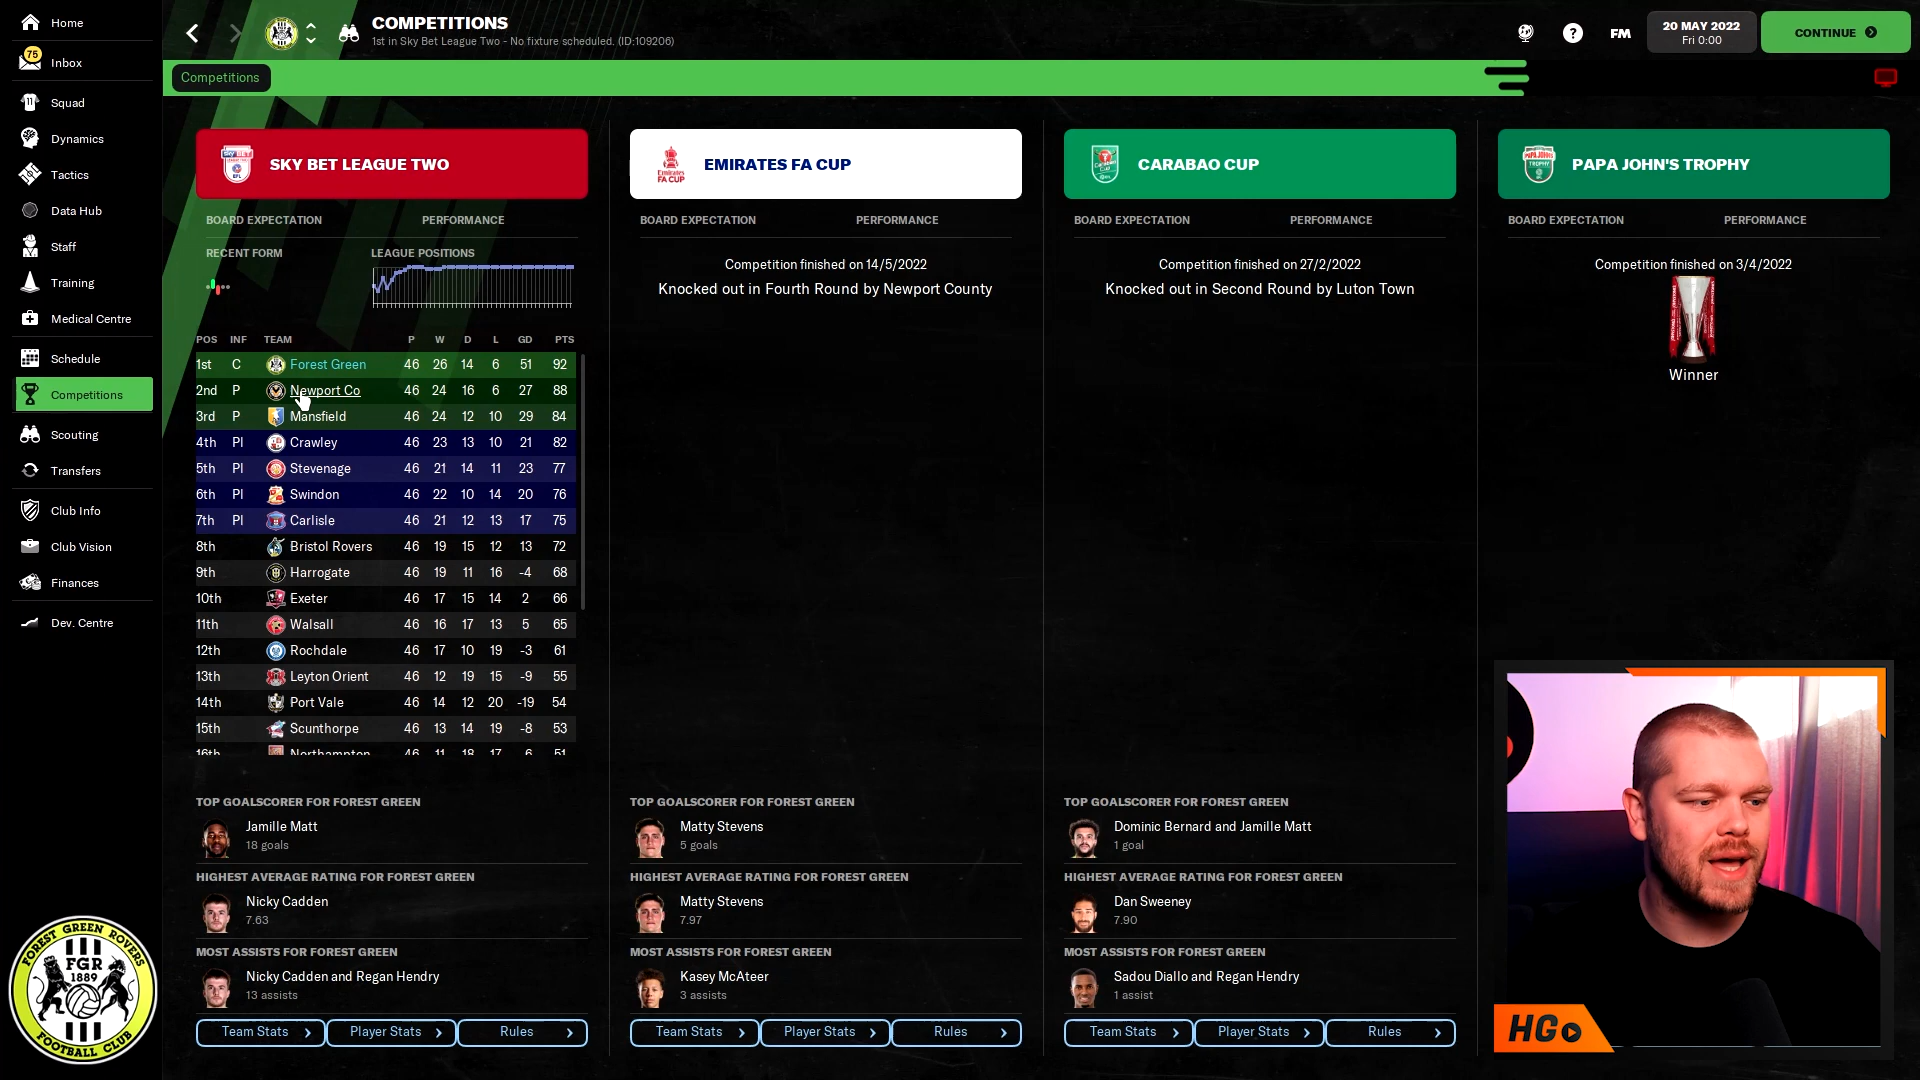 Home
75
Inbox
Squad
Dynamics
Tactics
Data Hub
Staff
Training
Medical Centre
Schedule
Competitions
Scouting
Transfers
Club Info
Club Vision
Finances
Dev. Centre
FOREST GREEN ROVERS
FGR
1889
FOOTBALL CLUB
COMPETITIONS
1st in Sky Bet League Two - No fixture scheduled. (ID:109206)
?
FM
20 MAY 2022
Fri 0:00
CONTINUE
Competitions
SKY BET LEAGUE TWO
BOARD EXPECTATION PERFORMANCE
RECENT FORM LEAGUE POSITIONS
POS INF TEAM P W D L GD PTS
1st C Forest Green 46 26 14 6 51 92
2nd P Newport Co 46 24 16 6 27 88
3rd P Mansfield 46 24 12 10 29 84
4th Pl Crawley 46 23 13 10 21 82
5th Pl Stevenage 46 21 14 11 23 77
6th Pl Swindon 46 22 10 14 20 76
7th Pl Carlisle 46 21 12 13 17 75
8th Bristol Rovers 46 19 15 12 13 72
9th Harrogate 46 19 11 16 -4 68
10th Exeter 46 17 15 14 2 66
11th Walsall 46 16 17 13 5 65
12th Rochdale 46 17 10 19 -3 61
13th Leyton Orient 46 12 19 15 -9 55
14th Port Vale 46 14 12 20 -19 54
15th Scunthorpe 46 13 14 19 -8 53
16th Northampton 46 11 18 17 6 51
TOP GOALSCORER FOR FOREST GREEN
Jamille Matt
18 goals
HIGHEST AVERAGE RATING FOR FOREST GREEN
Nicky Cadden
7.63
MOST ASSISTS FOR FOREST GREEN
Nicky Cadden and Regan Hendry
13 assists
Team Stats Player Stats Rules
Emirates FA CUP
EMIRATES FA CUP
BOARD EXPECTATION PERFORMANCE
Competition finished on 14/5/2022
Knocked out in Fourth Round by Newport County
TOP GOALSCORER FOR FOREST GREEN
Matty Stevens
5 goals
HIGHEST AVERAGE RATING FOR FOREST GREEN
Matty Stevens
7.97
MOST ASSISTS FOR FOREST GREEN
Kasey McAteer
3 assists
Team Stats Player Stats Rules
CARABAO CUP
BOARD EXPECTATION PERFORMANCE
Competition finished on 27/2/2022
Knocked out in Second Round by Luton Town
TOP GOALSCORER FOR FOREST GREEN
Dominic Bernard and Jamille Matt
1 goal
HIGHEST AVERAGE RATING FOR FOREST GREEN
Dan Sweeney
7.90
MOST ASSISTS FOR FOREST GREEN
Sadou Diallo and Regan Hendry
1 assist
Team Stats Player Stats Rules
PAPA JOHN'S TROPHY
BOARD EXPECTATION PERFORMANCE
Competition finished on 3/4/2022
Winner
HG